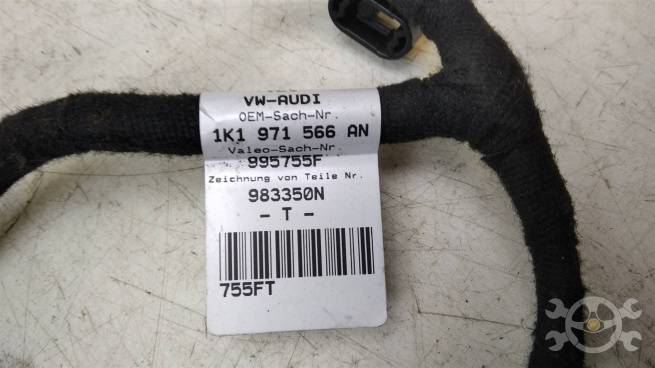 VW-AUDI
OEM-Sach-Nr.
1K1 971 566 AN
Valeo-Sach-Nr.
995755F
Zeichnung von Teile Nr.
983350N
- T -
755FT